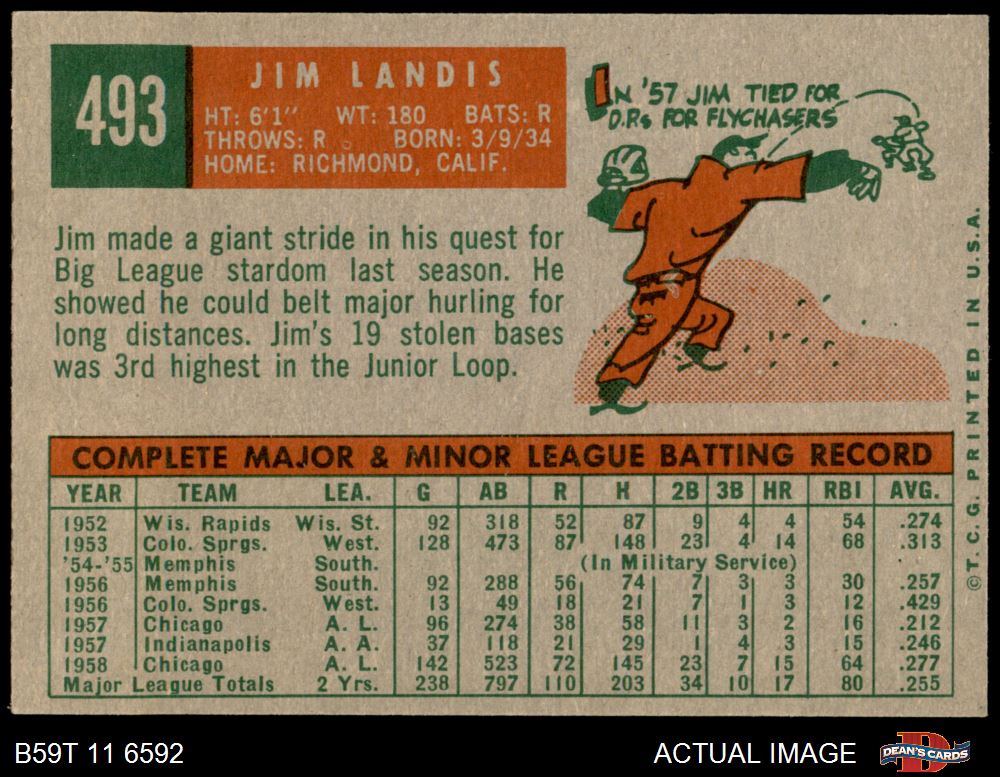 493
JIM LANDIS
HT: 6'1" WT: 180 BATS: R
THROWS: R BORN: 3/9/34
HOME: RICHMOND, CALIF.
IN '57 JIM TIED FOR
D.P.s FOR FLYCHASERS
Jim made a giant stride in his quest for
Big League stardom last season. He
showed he could belt major hurling for
long distances. Jim's 19 stolen bases
was 3rd highest in the Junior Loop.
COMPLETE MAJOR & MINOR LEAGUE BATTING RECORD
YEAR TEAM LEA. G AB R H 2B 3B HR RBI AVG.
1952 Wis. Rapids Wis. St. 92 318 52 87 9 4 4 54 .274
1953 Colo. Sprgs. West. 128 473 87 148 23 4 14 68 .313
'54-'55 Memphis South. (In Military Service)
1956 Memphis South. 92 288 56 74 7 3 3 30 .257
1956 Colo. Sprgs. West. 13 49 18 21 7 1 3 12 .429
1957 Chicago A. L. 96 274 38 58 11 3 2 16 .212
1957 Indianapolis A. A. 37 118 21 29 1 4 3 15 .246
1958 Chicago A. L. 142 523 72 145 23 7 15 64 .277
Major League Totals 2 Yrs. 238 797 110 203 34 10 17 80 .255
© T. C. G. PRINTED IN U.S.A.
B59T 11 6592
ACTUAL IMAGE
DEAN'S CARDS